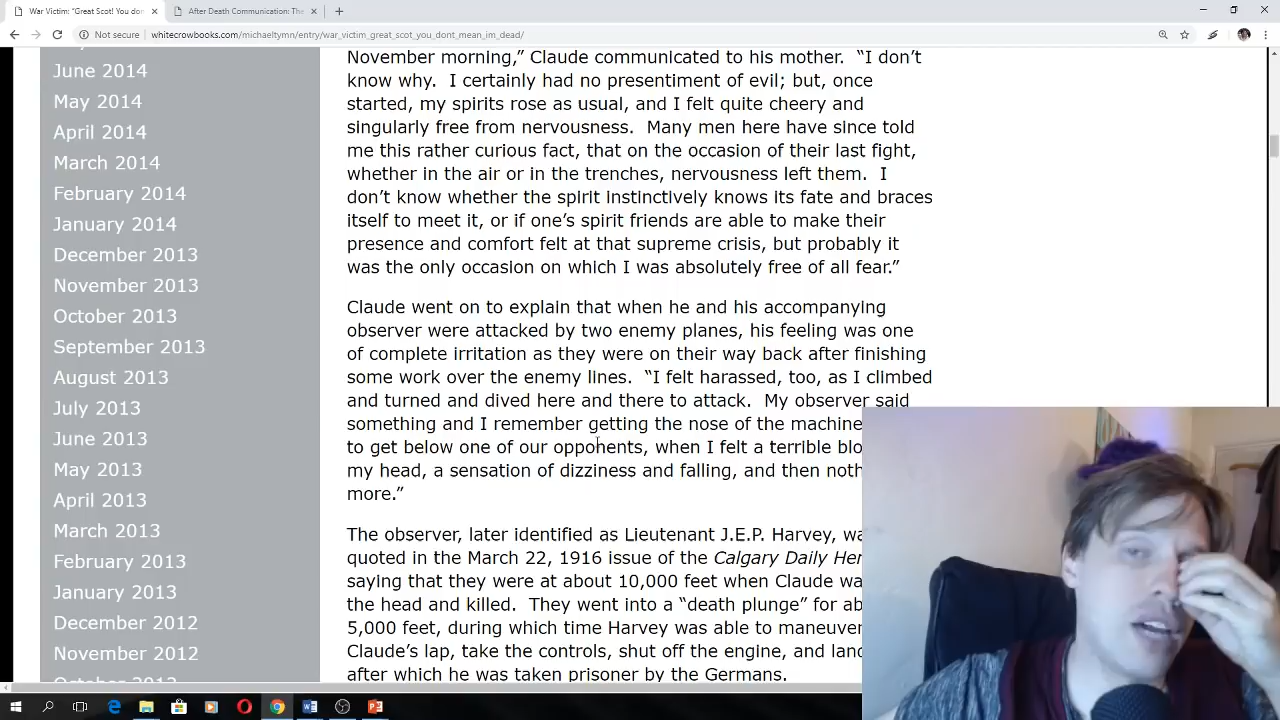 War Victim: “Great Scot! You don
After Death Communication: The
Not secure
whitecrowbooks.com/michaeltymn/entry/war_victim_great_scot_you_dont_mean_im_dead/
June 2014
May 2014
April 2014
March 2014
February 2014
January 2014
December 2013
November 2013
October 2013
September 2013
August 2013
July 2013
June 2013
May 2013
April 2013
March 2013
February 2013
January 2013
December 2012
November 2012
November morning,” Claude communicated to his mother. “I don’t
know why. I certainly had no presentiment of evil; but, once
started, my spirits rose as usual, and I felt quite cheery and
singularly free from nervousness. Many men here have since told
me this rather curious fact, that on the occasion of their last fight,
whether in the air or in the trenches, nervousness left them. I
don’t know whether the spirit instinctively knows its fate and braces
itself to meet it, or if one’s spirit friends are able to make their
presence and comfort felt at that supreme crisis, but probably it
was the only occasion on which I was absolutely free of all fear.”
Claude went on to explain that when he and his accompanying
observer were attacked by two enemy planes, his feeling was one
of complete irritation as they were on their way back after finishing
some work over the enemy lines. “I felt harassed, too, as I climbed
and turned and dived here and there to attack. My observer said
something and I remember getting the nose of the machine
to get below one of our opponents, when I felt a terrible blo
my head, a sensation of dizziness and falling, and then noth
more.”
The observer, later identified as Lieutenant J.E.P. Harvey, wa
quoted in the March 22, 1916 issue of the Calgary Daily Her
saying that they were at about 10,000 feet when Claude wa
the head and killed. They went into a “death plunge” for ab
5,000 feet, during which time Harvey was able to maneuver
Claude’s lap, take the controls, shut off the engine, and land
after which he was taken prisoner by the Germans.